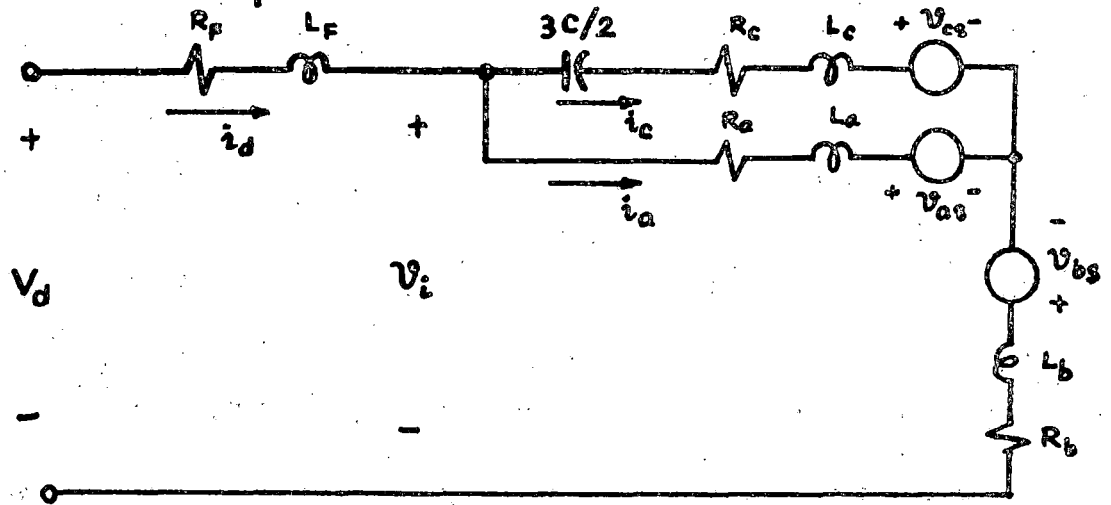 R_F L_F 3C/2 R_c L_c + v_cs -
i_d + i_c R_a L_a
+ i_a + v_as -
V_d v_i - v_bs +
L_b
- - R_b